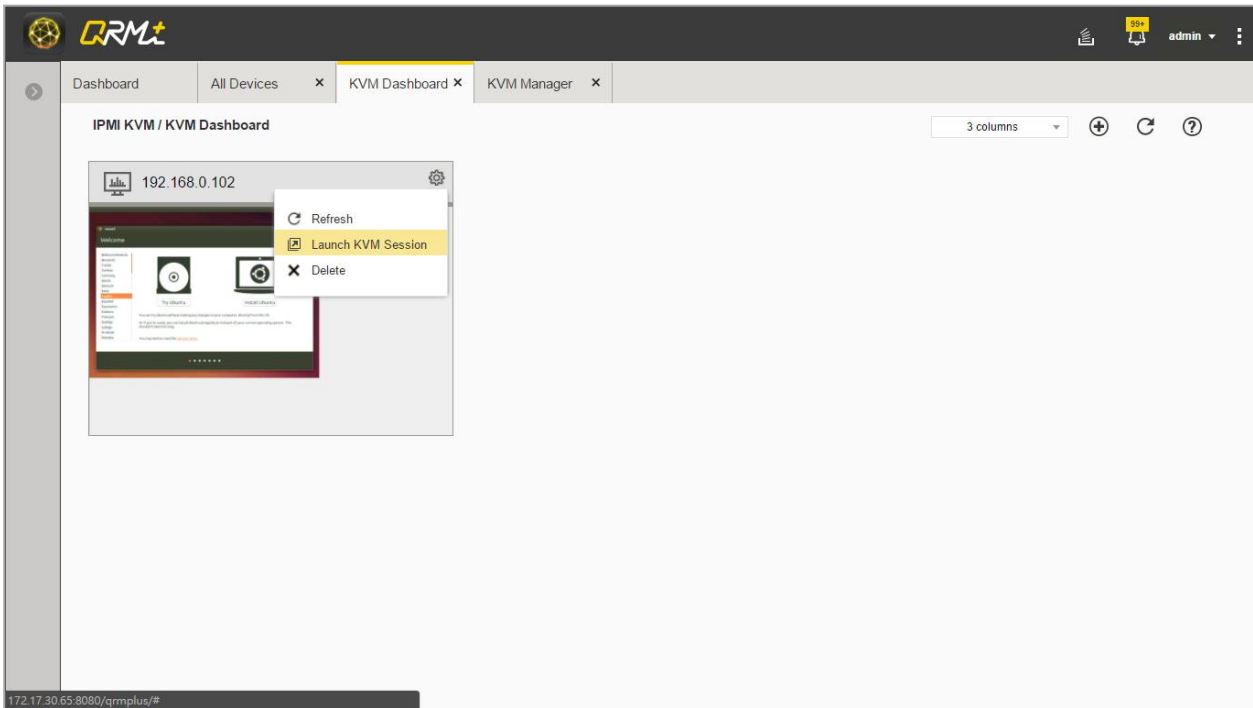 QRM+
99+
admin
Dashboard
All Devices
KVM Dashboard
KVM Manager
IPMI KVM / KVM Dashboard
3 columns
192.168.0.102
Refresh
Launch KVM Session
Delete
Welcome
Try Ubuntu
Install Ubuntu
172.17.30.65:8080/qrmplus/#